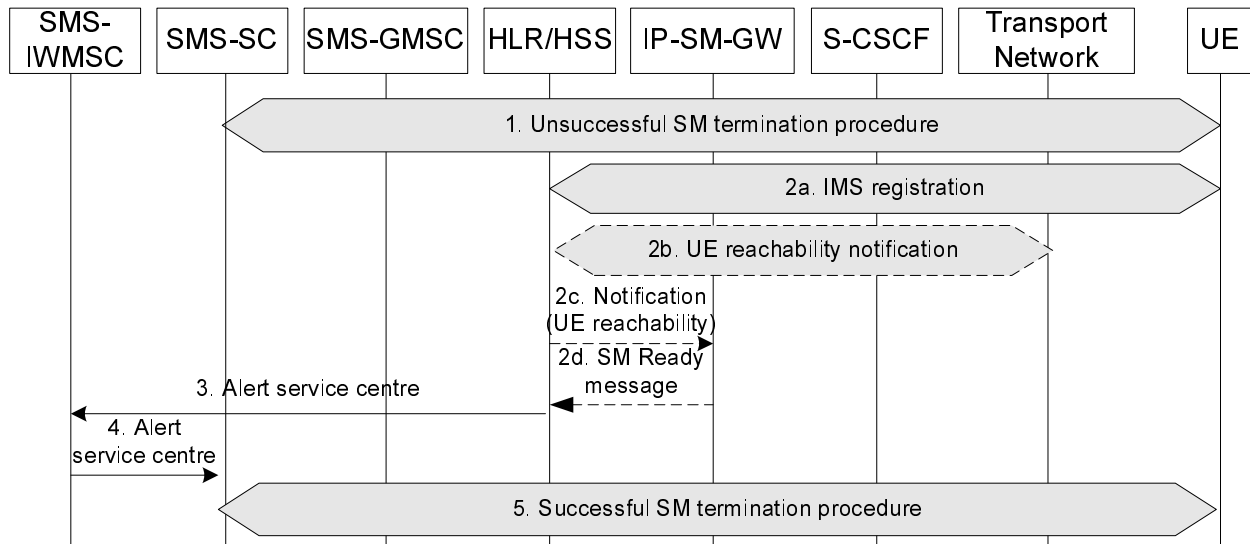 SMS-
IWMSC
SMS-SC
SMS-GMSC
HLR/HSS
IP-SM-GW
S-CSCF
Transport
Network
UE
1. Unsuccessful SM termination procedure
2a. IMS registration
2b. UE reachability notification
2c. Notification
(UE reachability)
2d. SM Ready
message
3. Alert service centre
4. Alert
service centre
5. Successful SM termination procedure